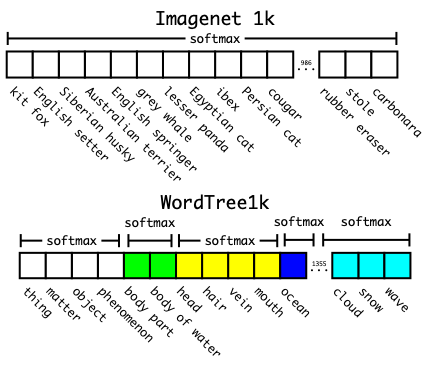 Imagenet 1k
softmax
986
...
kit fox
English setter
Siberian husky
Australian terrier
English springer
grey whale
lesser panda
Egyptian cat
ibex
Persian cat
cougar
rubber eraser
stole
carbonara
WordTree1k
softmax
softmax
softmax
softmax
softmax
1355
...
thing
matter
object
phenomenon
body part
body of water
head
hair
vein
mouth
ocean
cloud
snow
wave